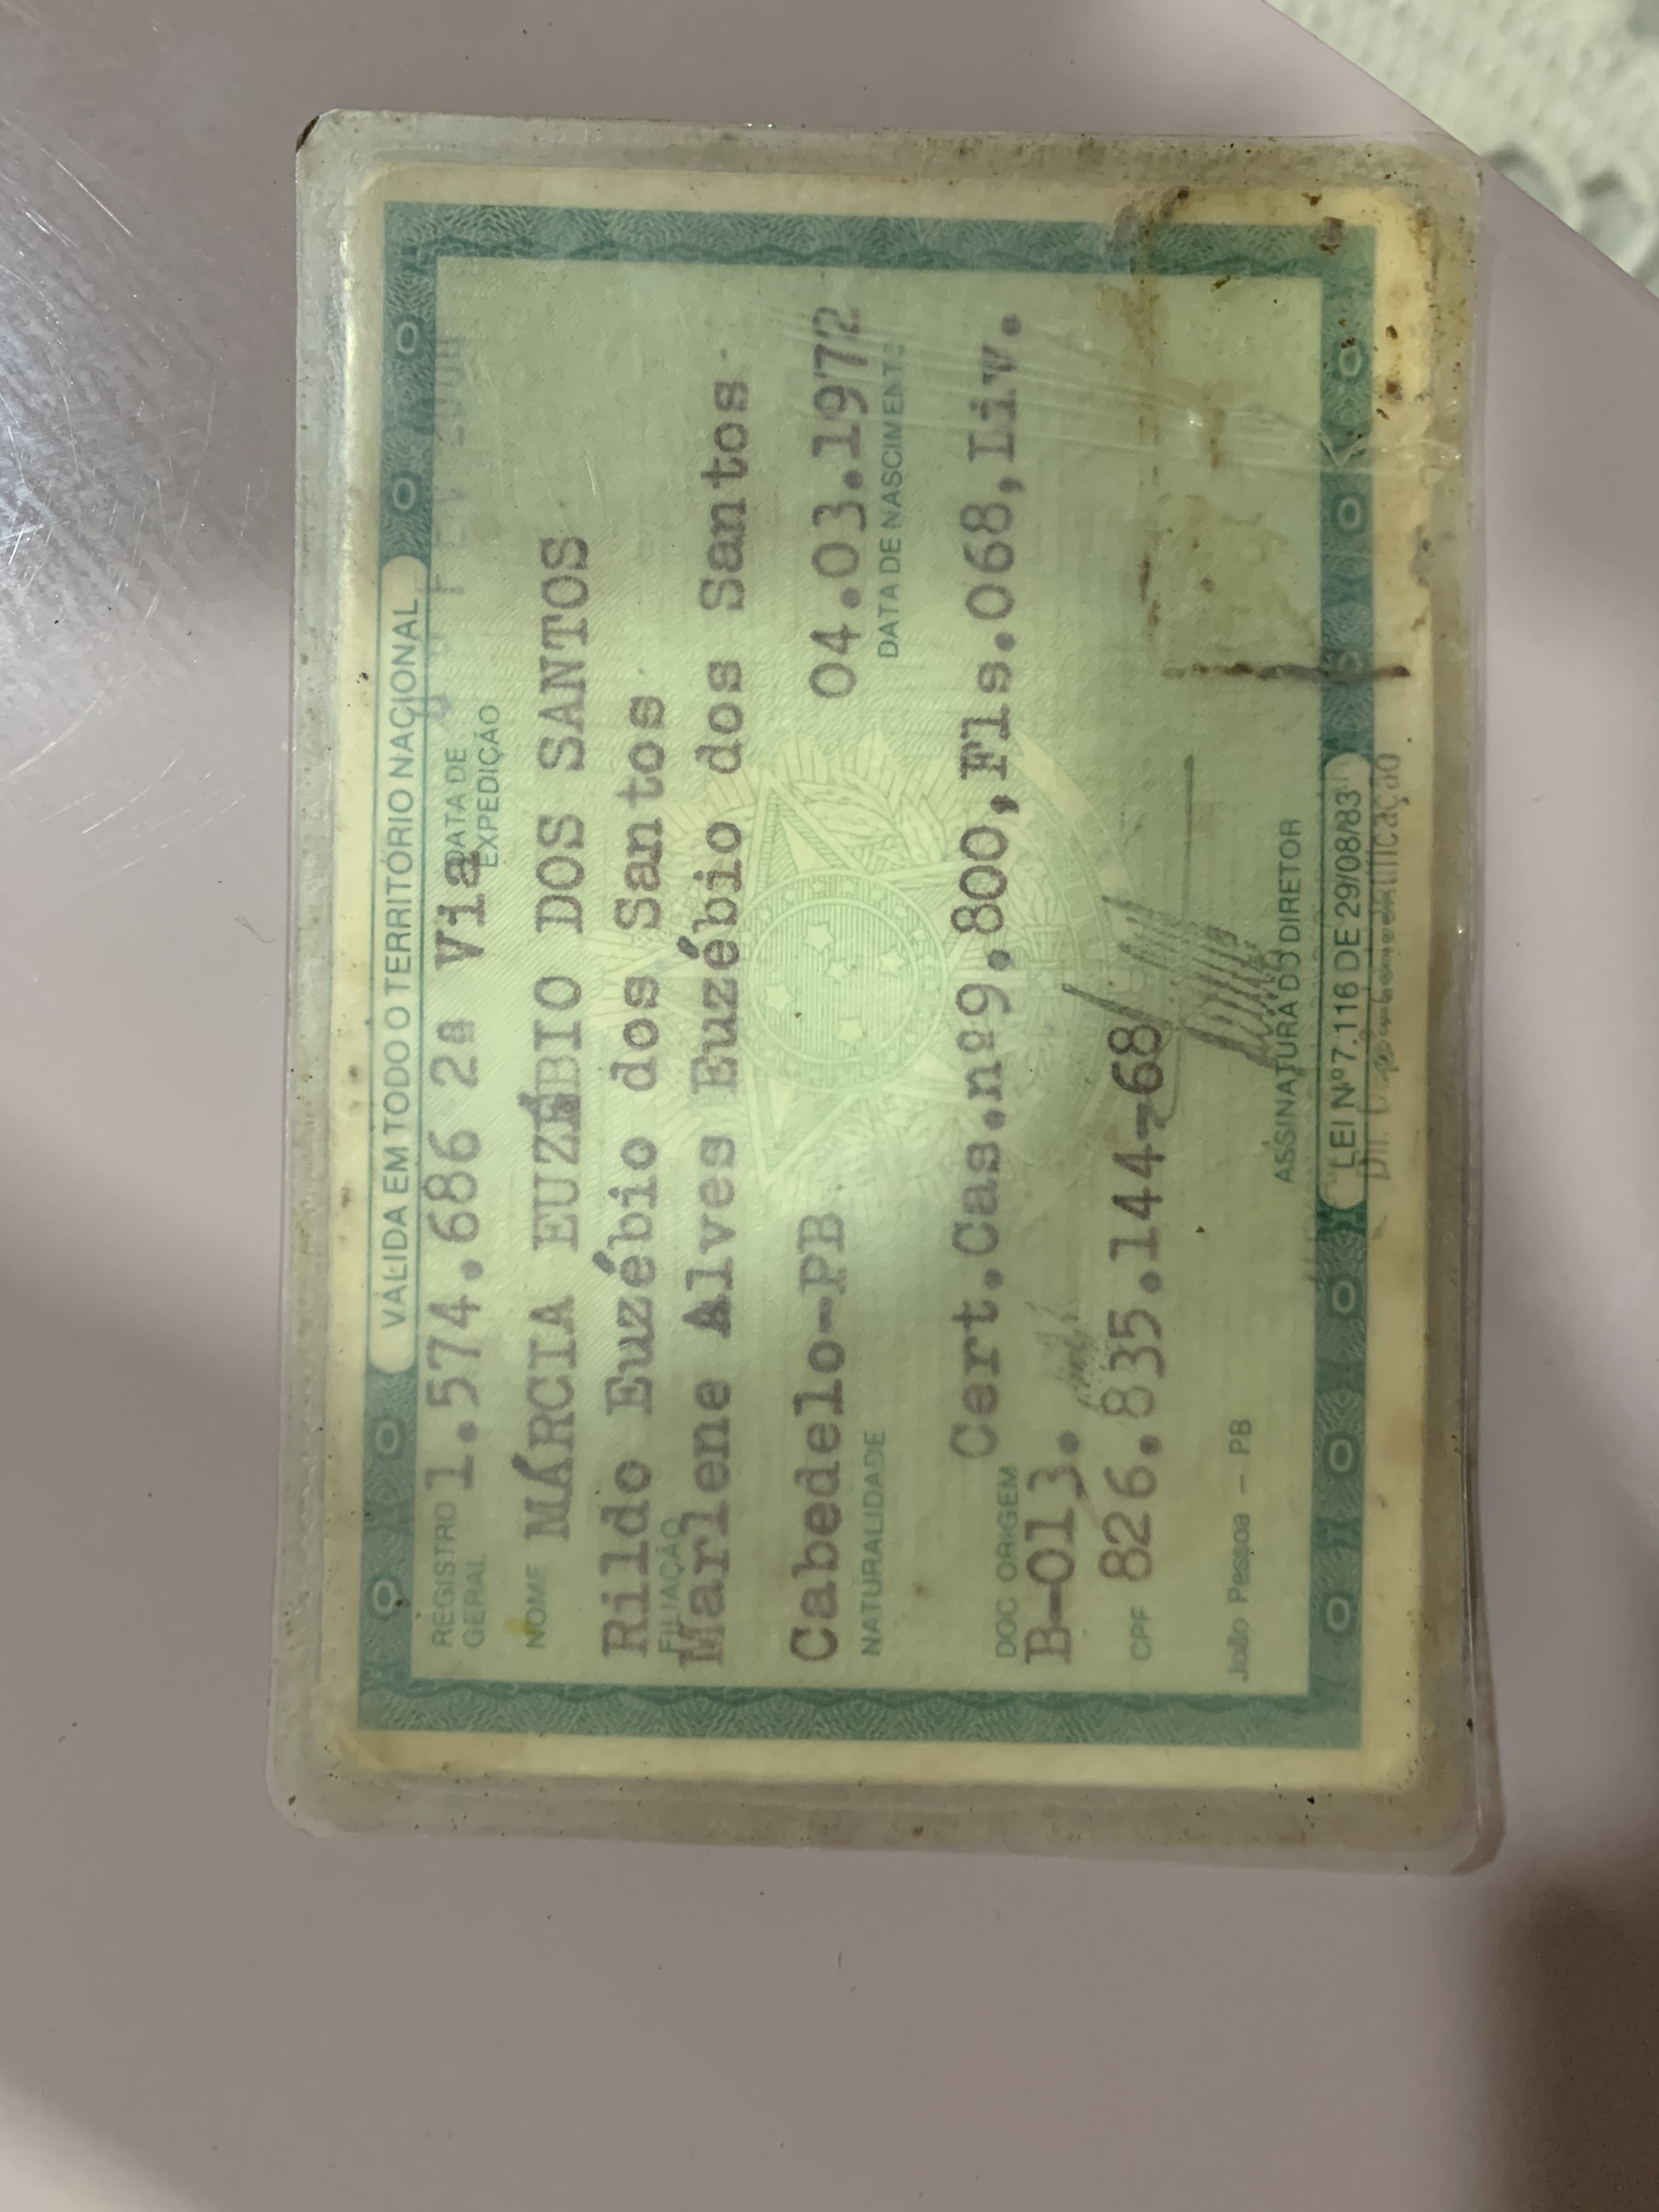 VÁLIDA EM TODO O TERRITÓRIO NACIONAL
REGISTRO GERAL 1.574.686 2ª Via DATA DE EXPEDIÇÃO FEV 2000
NOME MÁRCIA EUZÉBIO DOS SANTOS
Rildo Euzébio dos Santos
FILIAÇÃO
Marlene Alves Euzébio dos Santos
Cabedelo-PB 04.03.1972
NATURALIDADE DATA DE NASCIMENTO
DOC ORIGEM Cert.Cas.nº9.800,Fls.068,Liv.
B-013.
CPF 826.835.144-68
João Pessoa - PB
ASSINATURA DO DIRETOR
LEI Nº 7.116 DE 29/08/83
Dir. Identificação